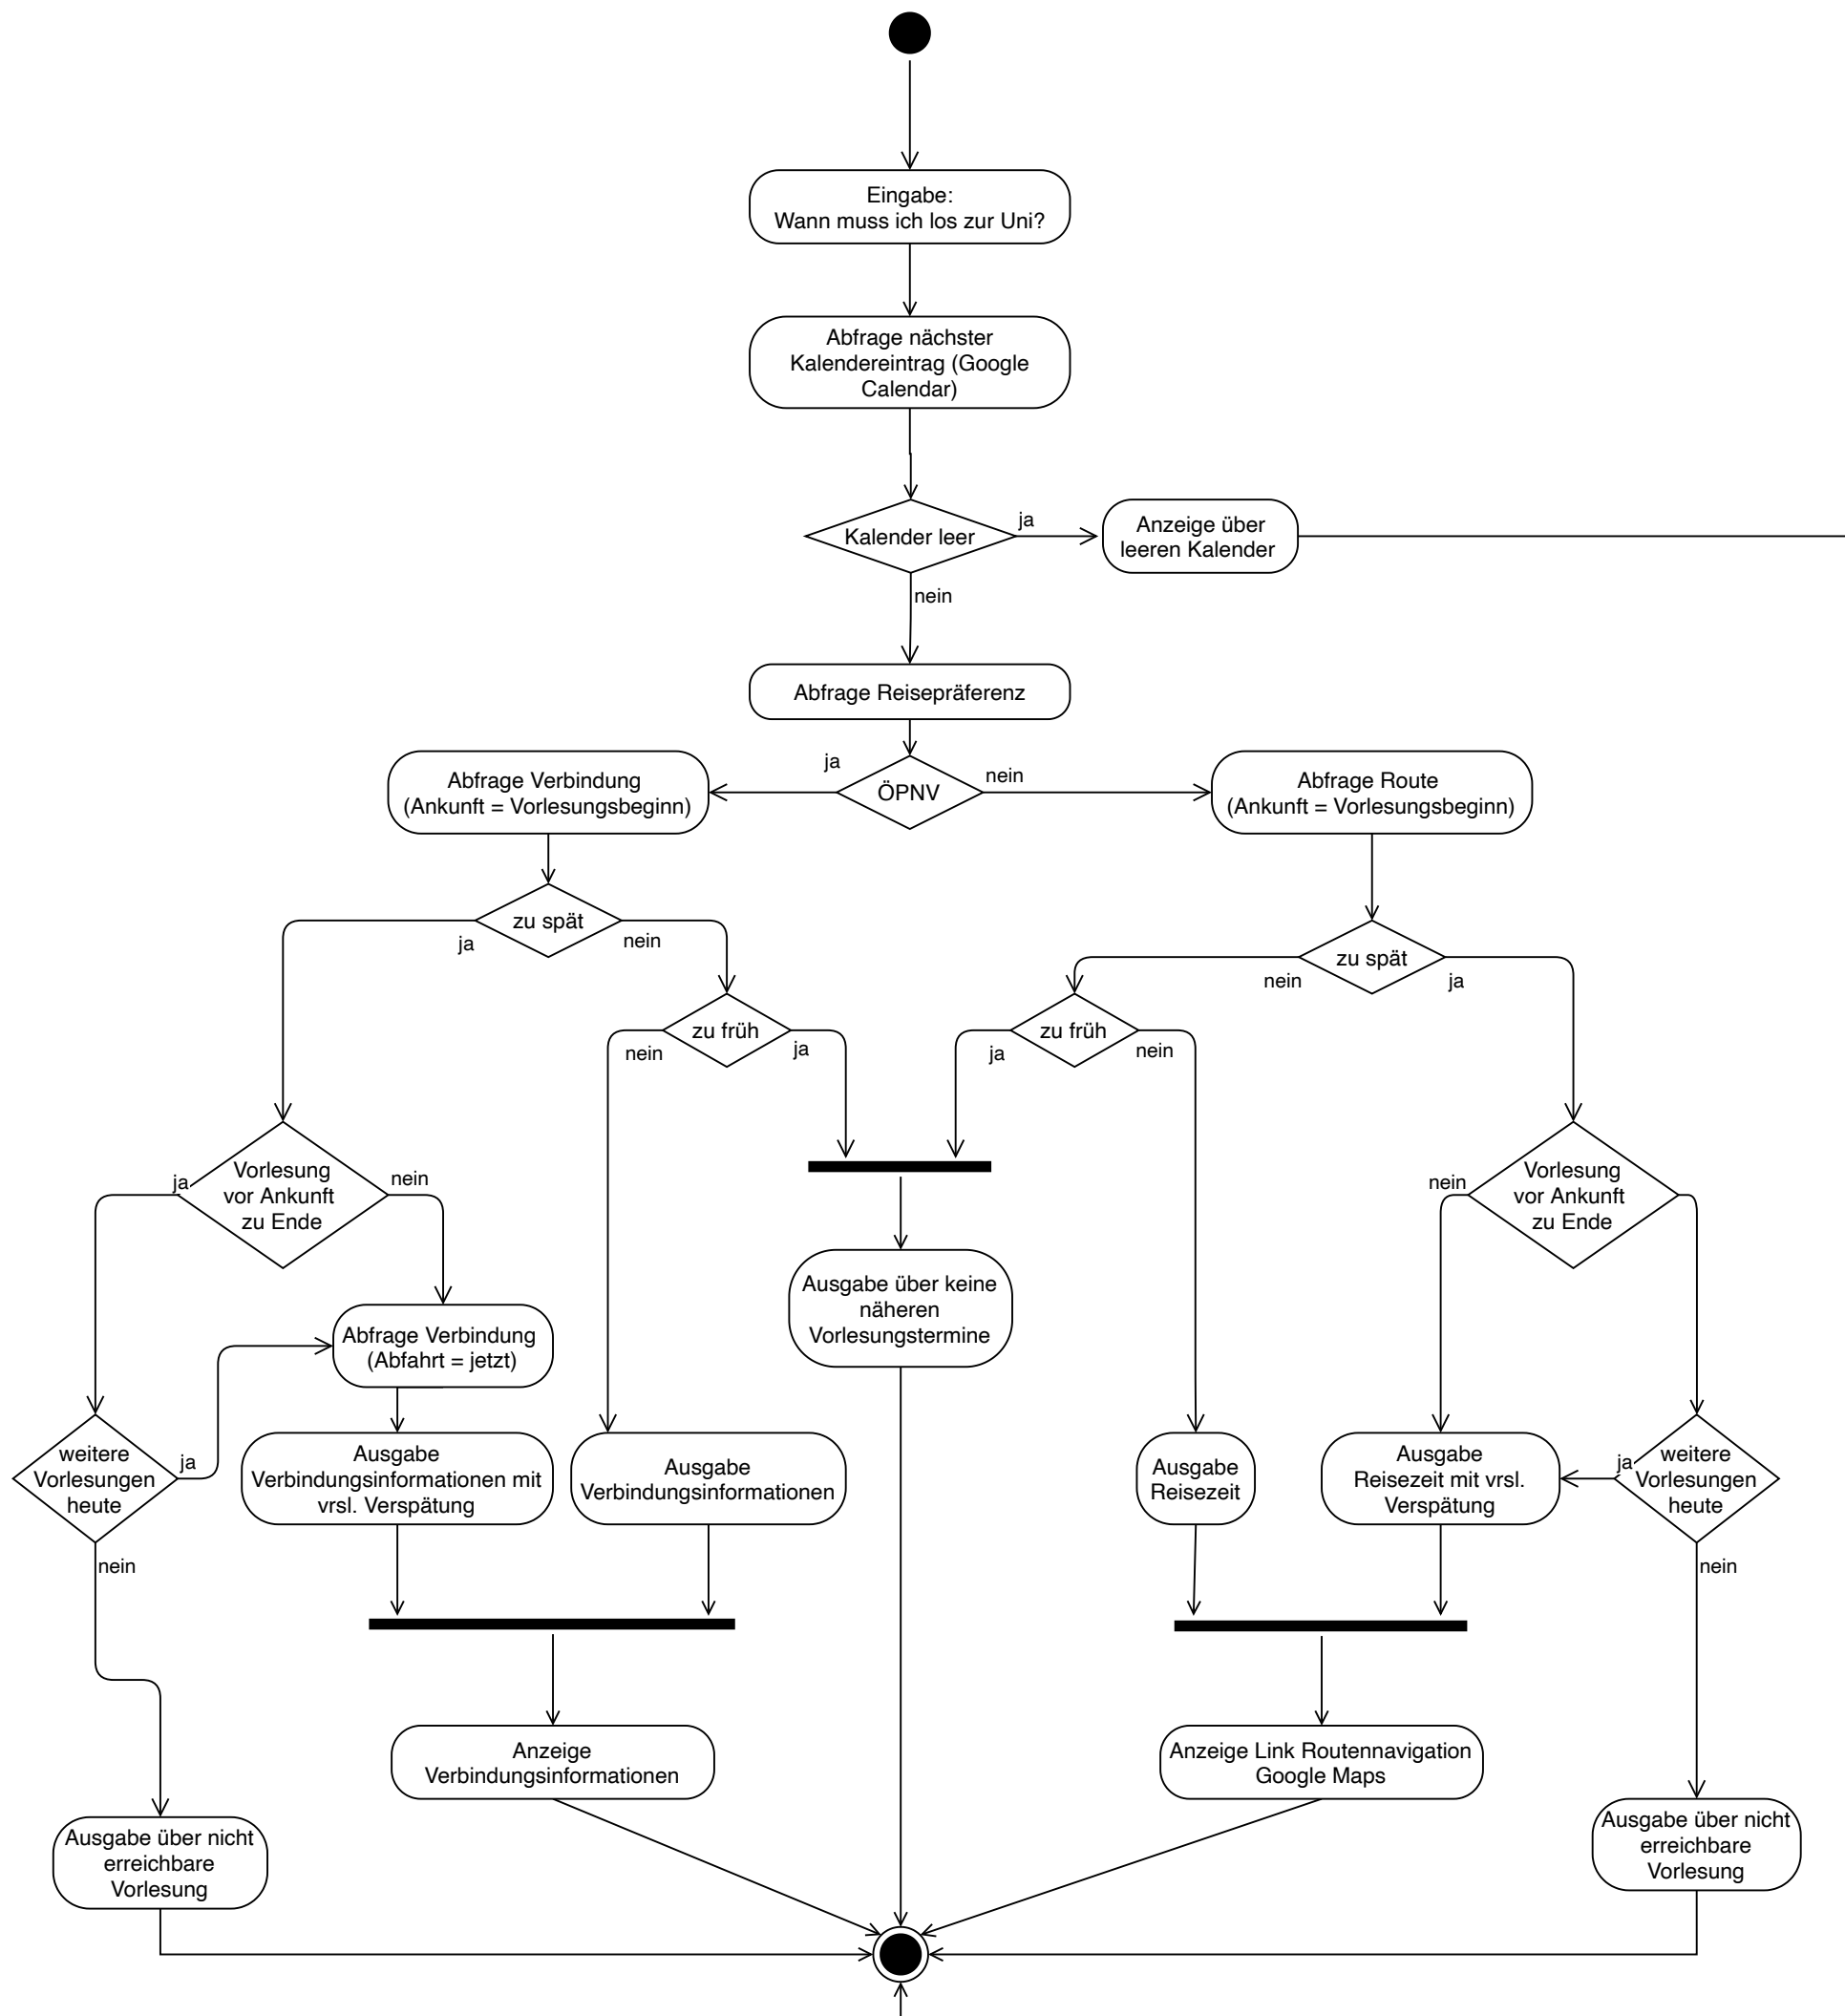 Eingabe:
Wann muss ich los zur Uni?
Abfrage nächster
Kalendereintrag (Google
Calendar)
Kalender leer
ja
Anzeige über
leeren Kalender
nein
Abfrage Reisepräferenz
Abfrage Verbindung
(Ankunft = Vorlesungsbeginn)
ja
ÖPNV
nein
Abfrage Route
(Ankunft = Vorlesungsbeginn)
zu spät
ja
nein
zu spät
nein
ja
zu früh
nein
ja
zu früh
ja
nein
Vorlesung
vor Ankunft
zu Ende
ja
nein
Vorlesung
vor Ankunft
zu Ende
nein
Ausgabe über keine
näheren
Vorlesungstermine
Abfrage Verbindung
(Abfahrt = jetzt)
weitere
Vorlesungen
heute
ja
nein
Ausgabe
Verbindungsinformationen mit
vrsl. Verspätung
Ausgabe
Verbindungsinformationen
Ausgabe
Reisezeit
Ausgabe
Reisezeit mit vrsl.
Verspätung
ja
weitere
Vorlesungen
heute
nein
Anzeige
Verbindungsinformationen
Anzeige Link Routennavigation
Google Maps
Ausgabe über nicht
erreichbare
Vorlesung
Ausgabe über nicht
erreichbare
Vorlesung